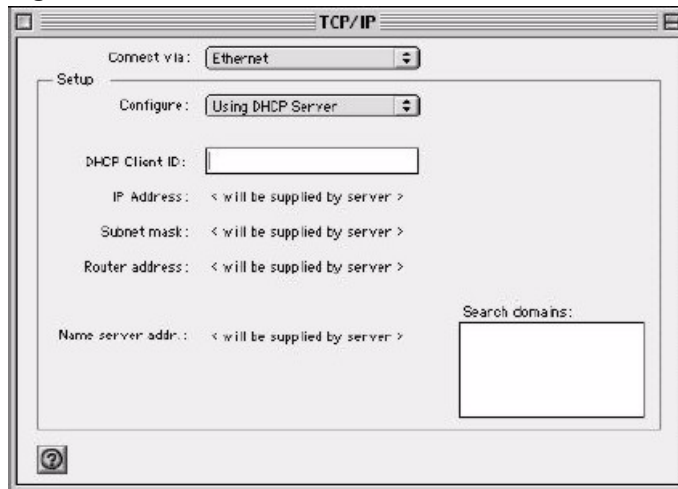 TCP/IP
Connect via: Ethernet
Setup
Configure: Using DHCP Server
DHCP Client ID:
IP Address: < will be supplied by server >
Subnet mask: < will be supplied by server >
Router address: < will be supplied by server >
Search domains:
Name server addr.: < will be supplied by server >
?